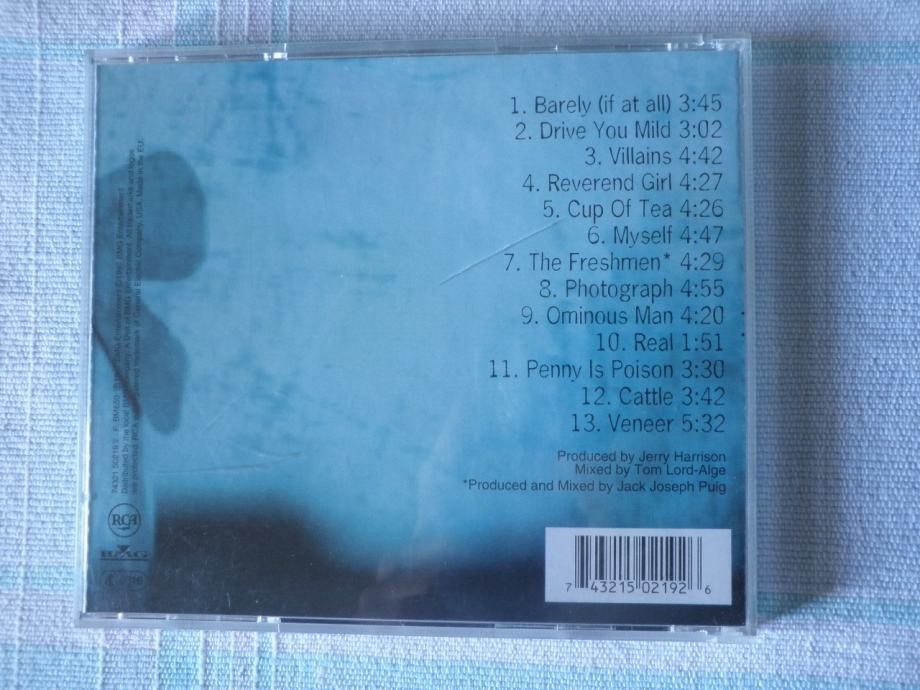 1. Barely (if at all) 3:45
2. Drive You Mild 3:02
3. Villains 4:42
4. Reverend Girl 4:27
5. Cup Of Tea 4:26
6. Myself 4:47
7. The Freshmen* 4:29
8. Photograph 4:55
9. Ominous Man 4:20
10. Real 1:51
11. Penny Is Poison 3:30
12. Cattle 3:42
13. Veneer 5:32
Produced by Jerry Harrison
Mixed by Tom Lord-Alge
*Produced and Mixed by Jack Joseph Puig
RCA
BMG
7 43215 02192 6